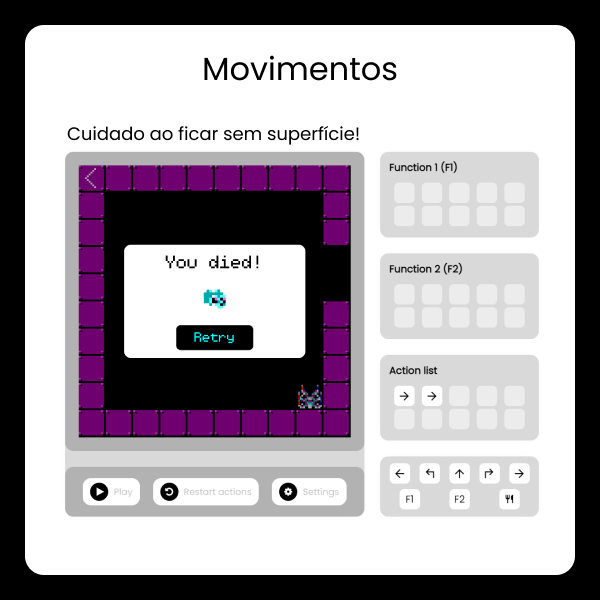 Movimentos
Cuidado ao ficar sem superfície!
You died!
Retry
Play
Restart actions
Settings
Function 1 (F1)
Function 2 (F2)
Action list
F1
F2